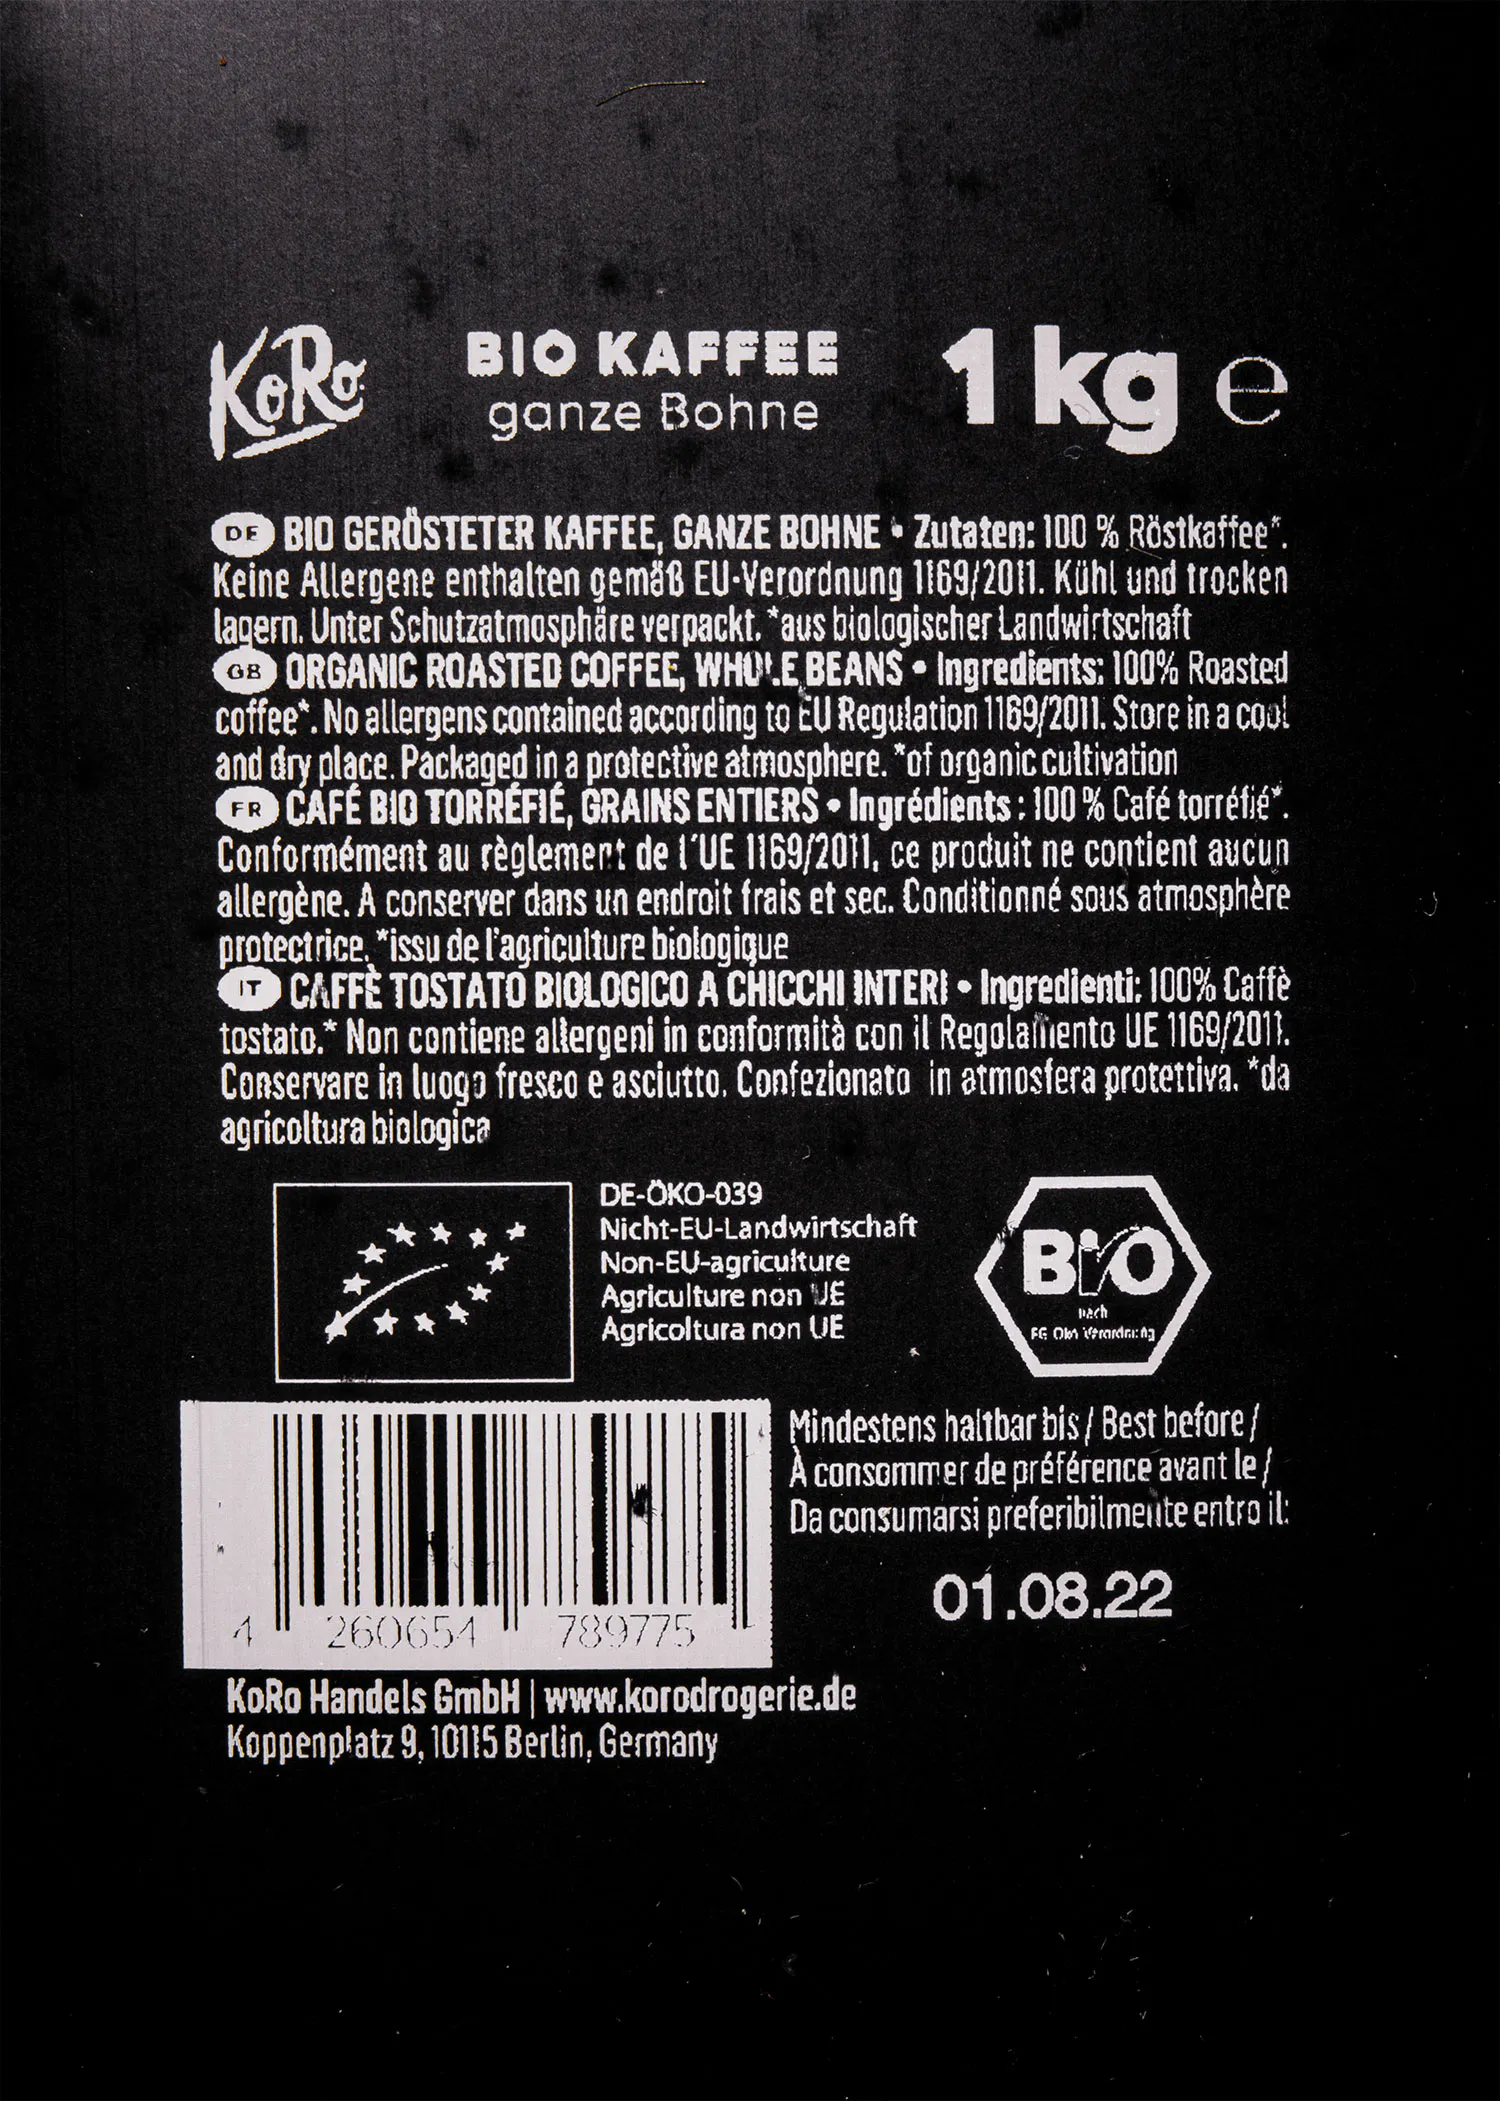 KoRo
BIO KAFFEE
ganze Bohne
1 kg ℮
DE BIO GERÖSTETER KAFFEE, GANZE BOHNE • Zutaten: 100 % Röstkaffee*.
Keine Allergene enthalten gemäß EU-Verordnung 1169/2011. Kühl und trocken
lagern. Unter Schutzatmosphäre verpackt. *aus biologischer Landwirtschaft
GB ORGANIC ROASTED COFFEE, WHOLE BEANS • Ingredients: 100% Roasted
coffee*. No allergens contained according to EU Regulation 1169/2011. Store in a cool
and dry place. Packaged in a protective atmosphere. *of organic cultivation
FR CAFÉ BIO TORRÉFIÉ, GRAINS ENTIERS • Ingrédients : 100 % Café torréfié*.
Conformément au règlement de l'UE 1169/2011, ce produit ne contient aucun
allergène. A conserver dans un endroit frais et sec. Conditionné sous atmosphère
protectrice. *issu de l'agriculture biologique
IT CAFFÈ TOSTATO BIOLOGICO A CHICCHI INTERI • Ingredienti: 100% Caffè
tostato.* Non contiene allergeni in conformità con il Regolamento UE 1169/2011.
Conservare in luogo fresco e asciutto. Confezionato in atmosfera protettiva. *da
agricoltura biologica
DE-ÖKO-039
Nicht-EU-Landwirtschaft
Non-EU-agriculture
Agriculture non UE
Agricoltura non UE
BIO
nach
EG Öko Verordnung
Mindestens haltbar bis / Best before /
À consommer de préférence avant le /
Da consumarsi preferibilmente entro il:
01.08.22
4 260654 789775
KoRo Handels GmbH | www.korodrogerie.de
Koppenplatz 9, 10115 Berlin, Germany